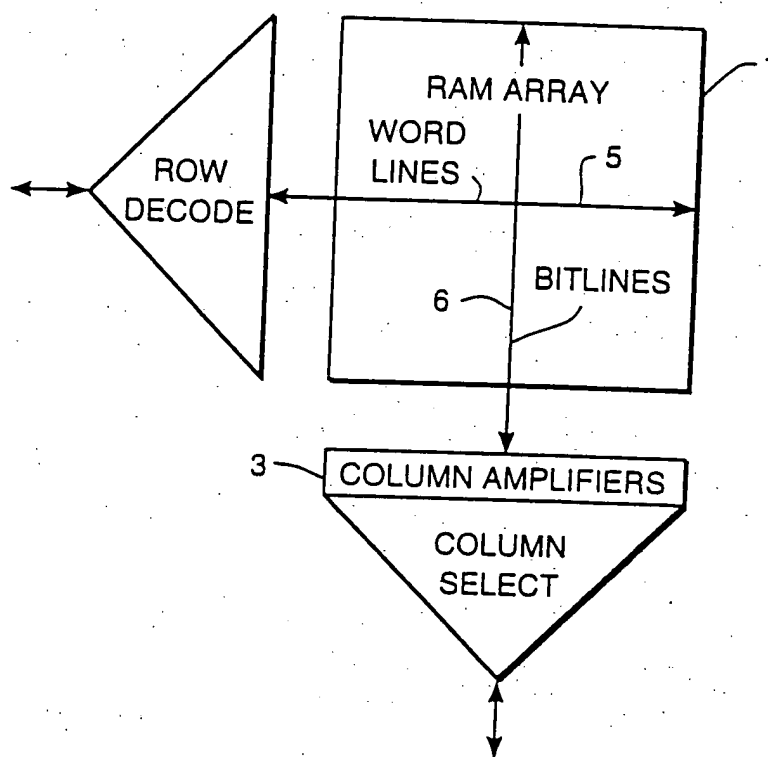 RAM ARRAY
WORD
LINES
5
ROW
DECODE
6
BITLINES
3
COLUMN AMPLIFIERS
COLUMN
SELECT